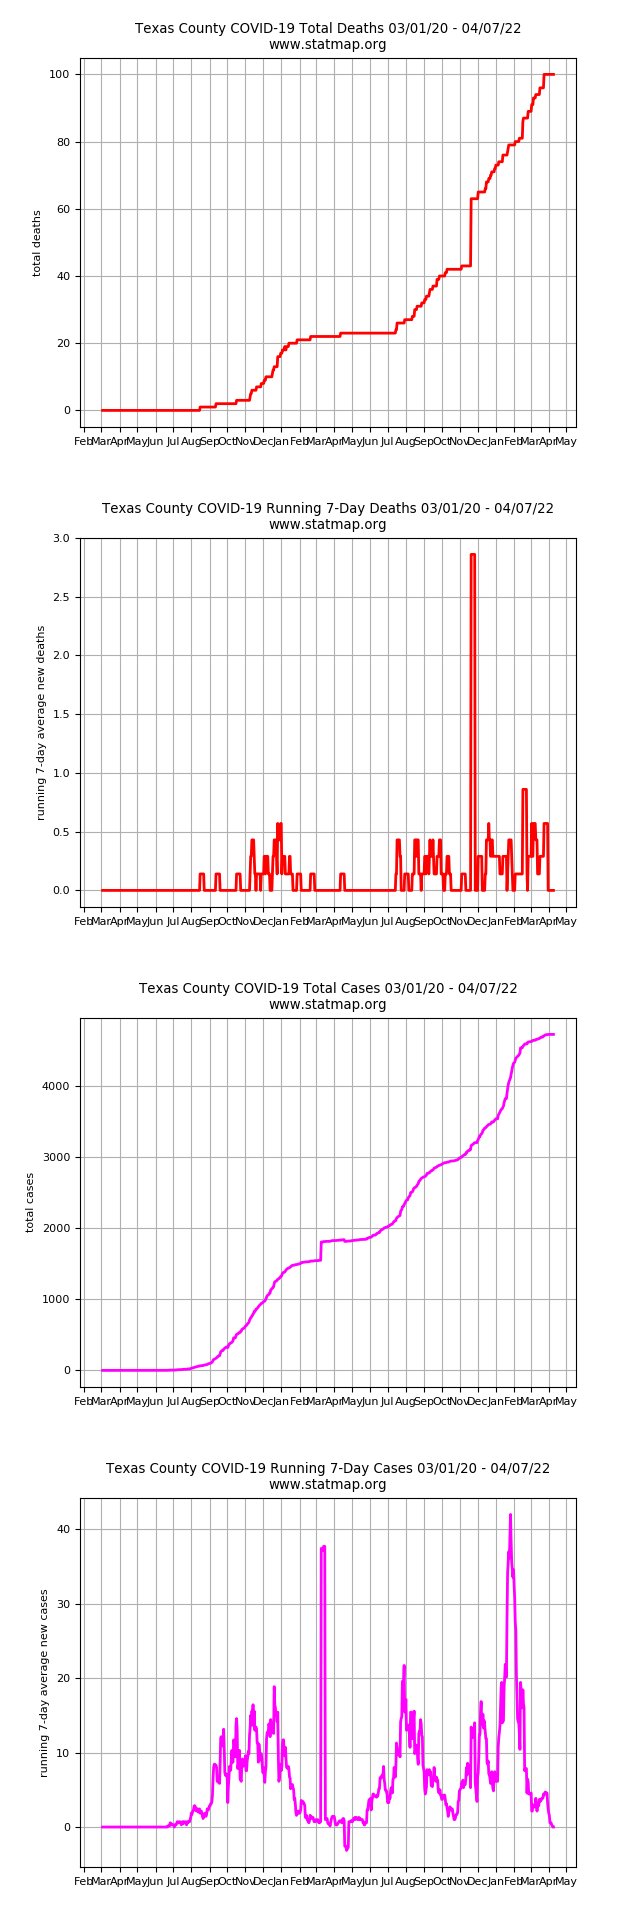 Texas County COVID-19 Total Deaths 03/01/20 - 04/07/22
www.statmap.org
100
80
60
40
20
0
total deaths
Feb Mar Apr May Jun Jul Aug Sep Oct Nov Dec Jan Feb Mar Apr May Jun Jul Aug Sep Oct Nov Dec Jan Feb Mar Apr May
Texas County COVID-19 Running 7-Day Deaths 03/01/20 - 04/07/22
www.statmap.org
3.0
2.5
2.0
1.5
1.0
0.5
0.0
running 7-day average new deaths
Feb Mar Apr May Jun Jul Aug Sep Oct Nov Dec Jan Feb Mar Apr May Jun Jul Aug Sep Oct Nov Dec Jan Feb Mar Apr May
Texas County COVID-19 Total Cases 03/01/20 - 04/07/22
www.statmap.org
4000
3000
2000
1000
0
total cases
Feb Mar Apr May Jun Jul Aug Sep Oct Nov Dec Jan Feb Mar Apr May Jun Jul Aug Sep Oct Nov Dec Jan Feb Mar Apr May
Texas County COVID-19 Running 7-Day Cases 03/01/20 - 04/07/22
www.statmap.org
40
30
20
10
0
running 7-day average new cases
Feb Mar Apr May Jun Jul Aug Sep Oct Nov Dec Jan Feb Mar Apr May Jun Jul Aug Sep Oct Nov Dec Jan Feb Mar Apr May